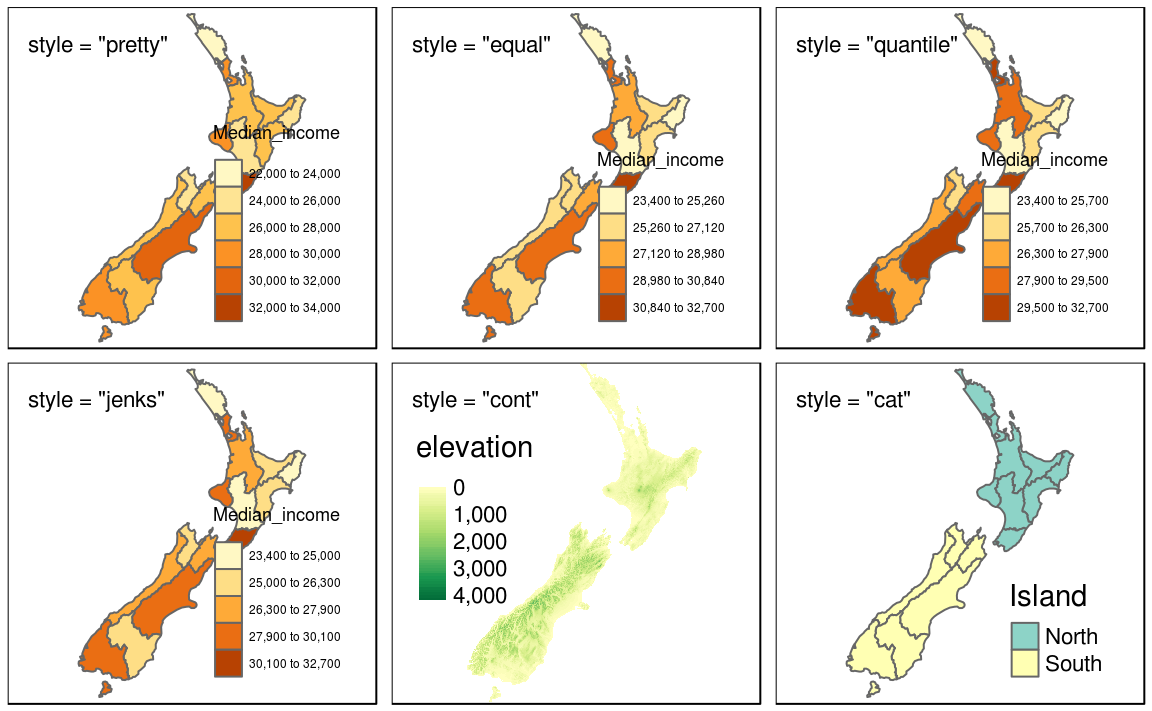 style = "pretty"
Median_income
22,000 to 24,000
24,000 to 26,000
26,000 to 28,000
28,000 to 30,000
30,000 to 32,000
32,000 to 34,000
style = "equal"
Median_income
23,400 to 25,260
25,260 to 27,120
27,120 to 28,980
28,980 to 30,840
30,840 to 32,700
style = "quantile"
Median_income
23,400 to 25,700
25,700 to 26,300
26,300 to 27,900
27,900 to 29,500
29,500 to 32,700
style = "jenks"
Median_income
23,400 to 25,000
25,000 to 26,300
26,300 to 27,900
27,900 to 30,100
30,100 to 32,700
style = "cont"
elevation
0
1,000
2,000
3,000
4,000
style = "cat"
Island
North
South